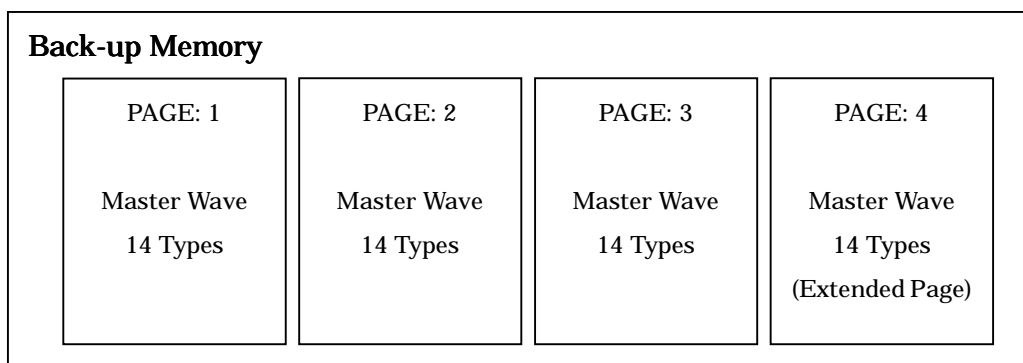 Back-up Memory
PAGE: 1
Master Wave
14 Types
PAGE: 2
Master Wave
14 Types
PAGE: 3
Master Wave
14 Types
PAGE: 4
Master Wave
14 Types
(Extended Page)